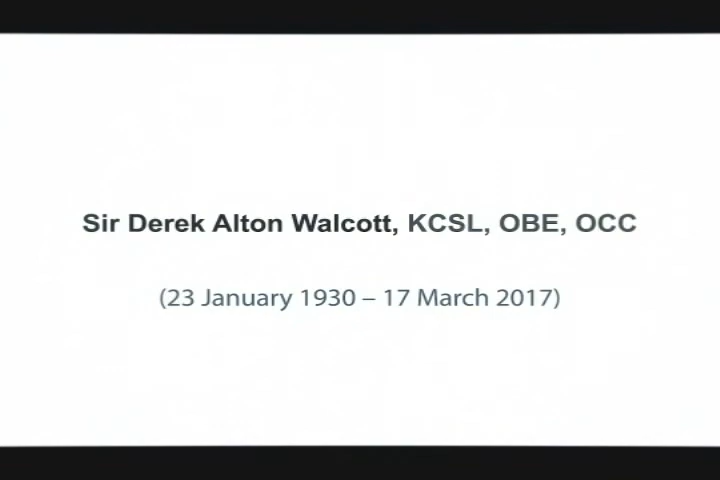 Sir Derek Alton Walcott, KCSL, OBE, OCC
(23 January 1930 – 17 March 2017)